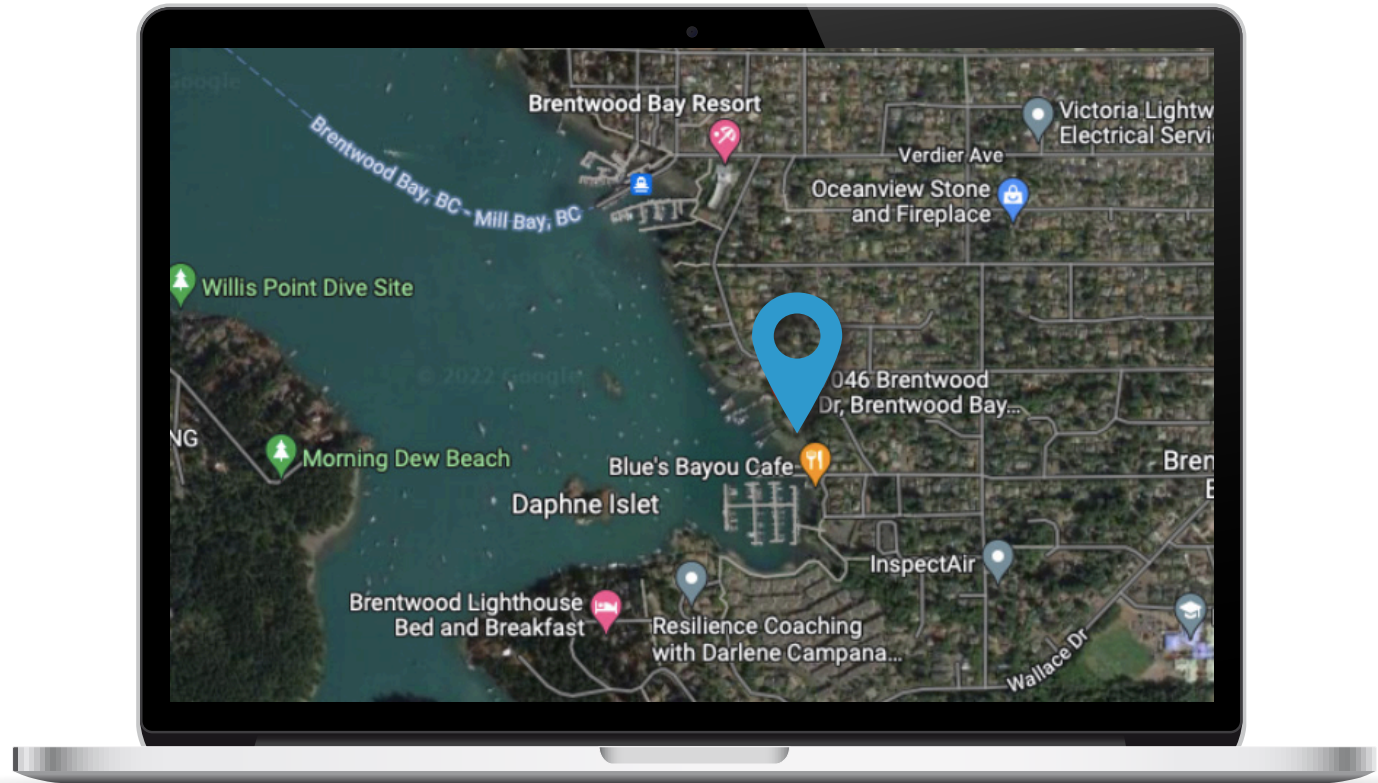 Google
Brentwood Bay Resort
Victoria Lightw
Electrical Servi
Verdier Ave
Brentwood Bay, BC - Mill Bay, BC
Oceanview Stone
and Fireplace
Willis Point Dive Site
© 2022 Google
046 Brentwood
Dr, Brentwood Bay...
NG
Morning Dew Beach
Blue's Bayou Cafe
Bren
Daphne Islet
InspectAir
Brentwood Lighthouse
Bed and Breakfast
Resilience Coaching
with Darlene Campana...
Wallace Dr